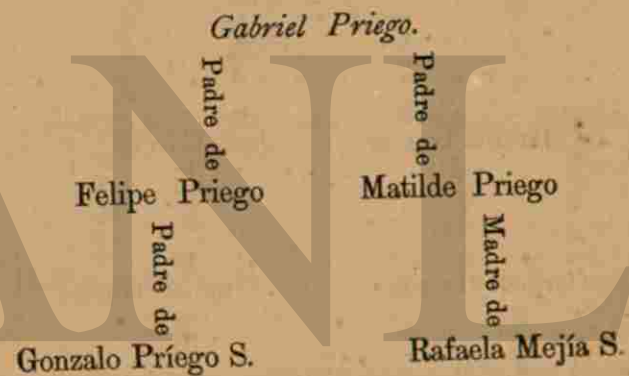 Gabriel Priego.
Padre de Padre de
Felipe Priego Matilde Priego
Padre de Madre de
Gonzalo Príego S. Rafaela Mejía S.